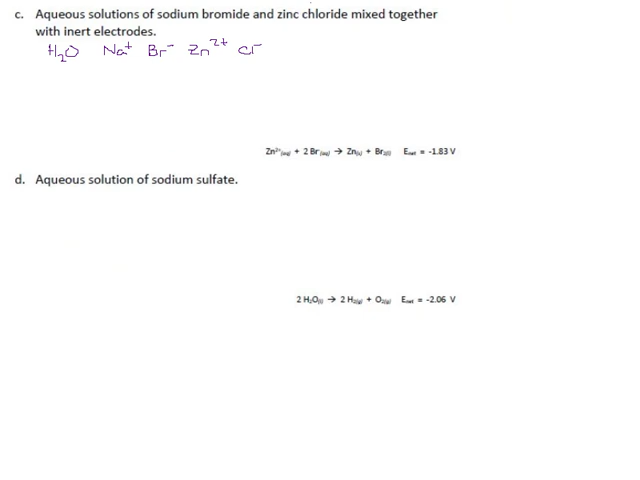 c. Aqueous solutions of sodium bromide and zinc chloride mixed together
with inert electrodes.
H₂O Na⁺ Br⁻ Zn²⁺ Cl⁻
Zn²⁺(aq) + 2 Br(aq) → Zn(s) + Br₂(l) Enet = -1.83 V
d. Aqueous solution of sodium sulfate.
2 H₂O(l) → 2 H₂(g) + O₂(g) Enet = -2.06 V